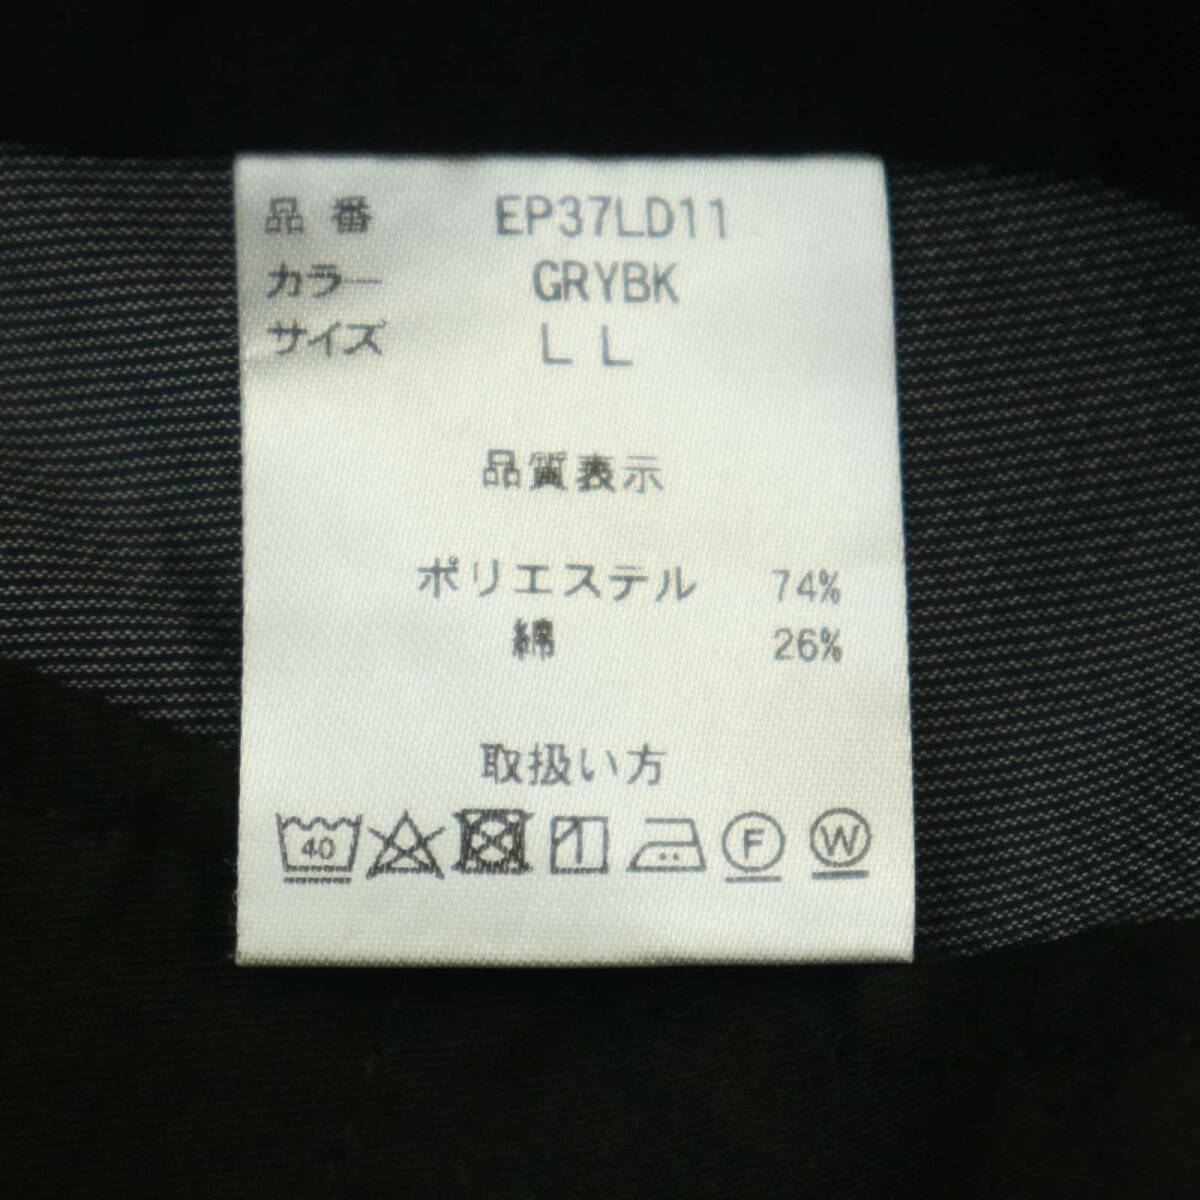 品番 EP37LD11
カラー GRYBK
サイズ LL
品質表示
ポリエステル 74%
綿 26%
取扱い方
40 F W